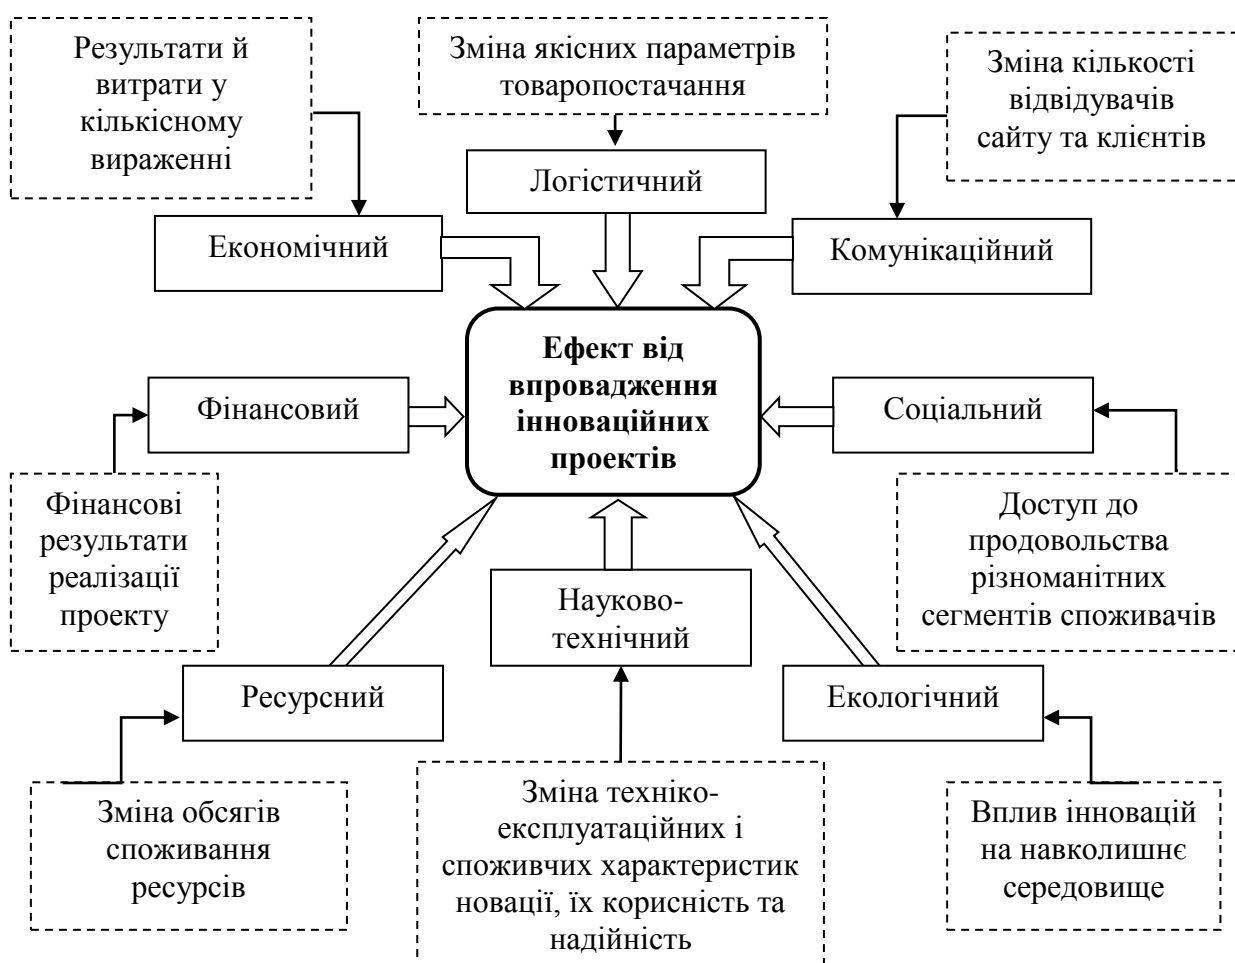 Результати й
витрати у
кількісному
вираженні
Зміна якісних параметрів
товаропостачання
Зміна кількості
відвідувачів
сайту та клієнтів
Логістичний
Економічний
Комунікаційний
Ефект від
впровадження
інноваційних
проектів
Фінансовий
Соціальний
Фінансові
результати
реалізації
проекту
Доступ до
продовольства
різноманітних
сегментів споживачів
Науково-
технічний
Ресурсний
Екологічний
Зміна обсягів
споживання
ресурсів
Зміна техніко-
експлуатаційних і
споживчих характеристик
новації, їх корисність та
надійність
Вплив інновацій
на навколишнє
середовище